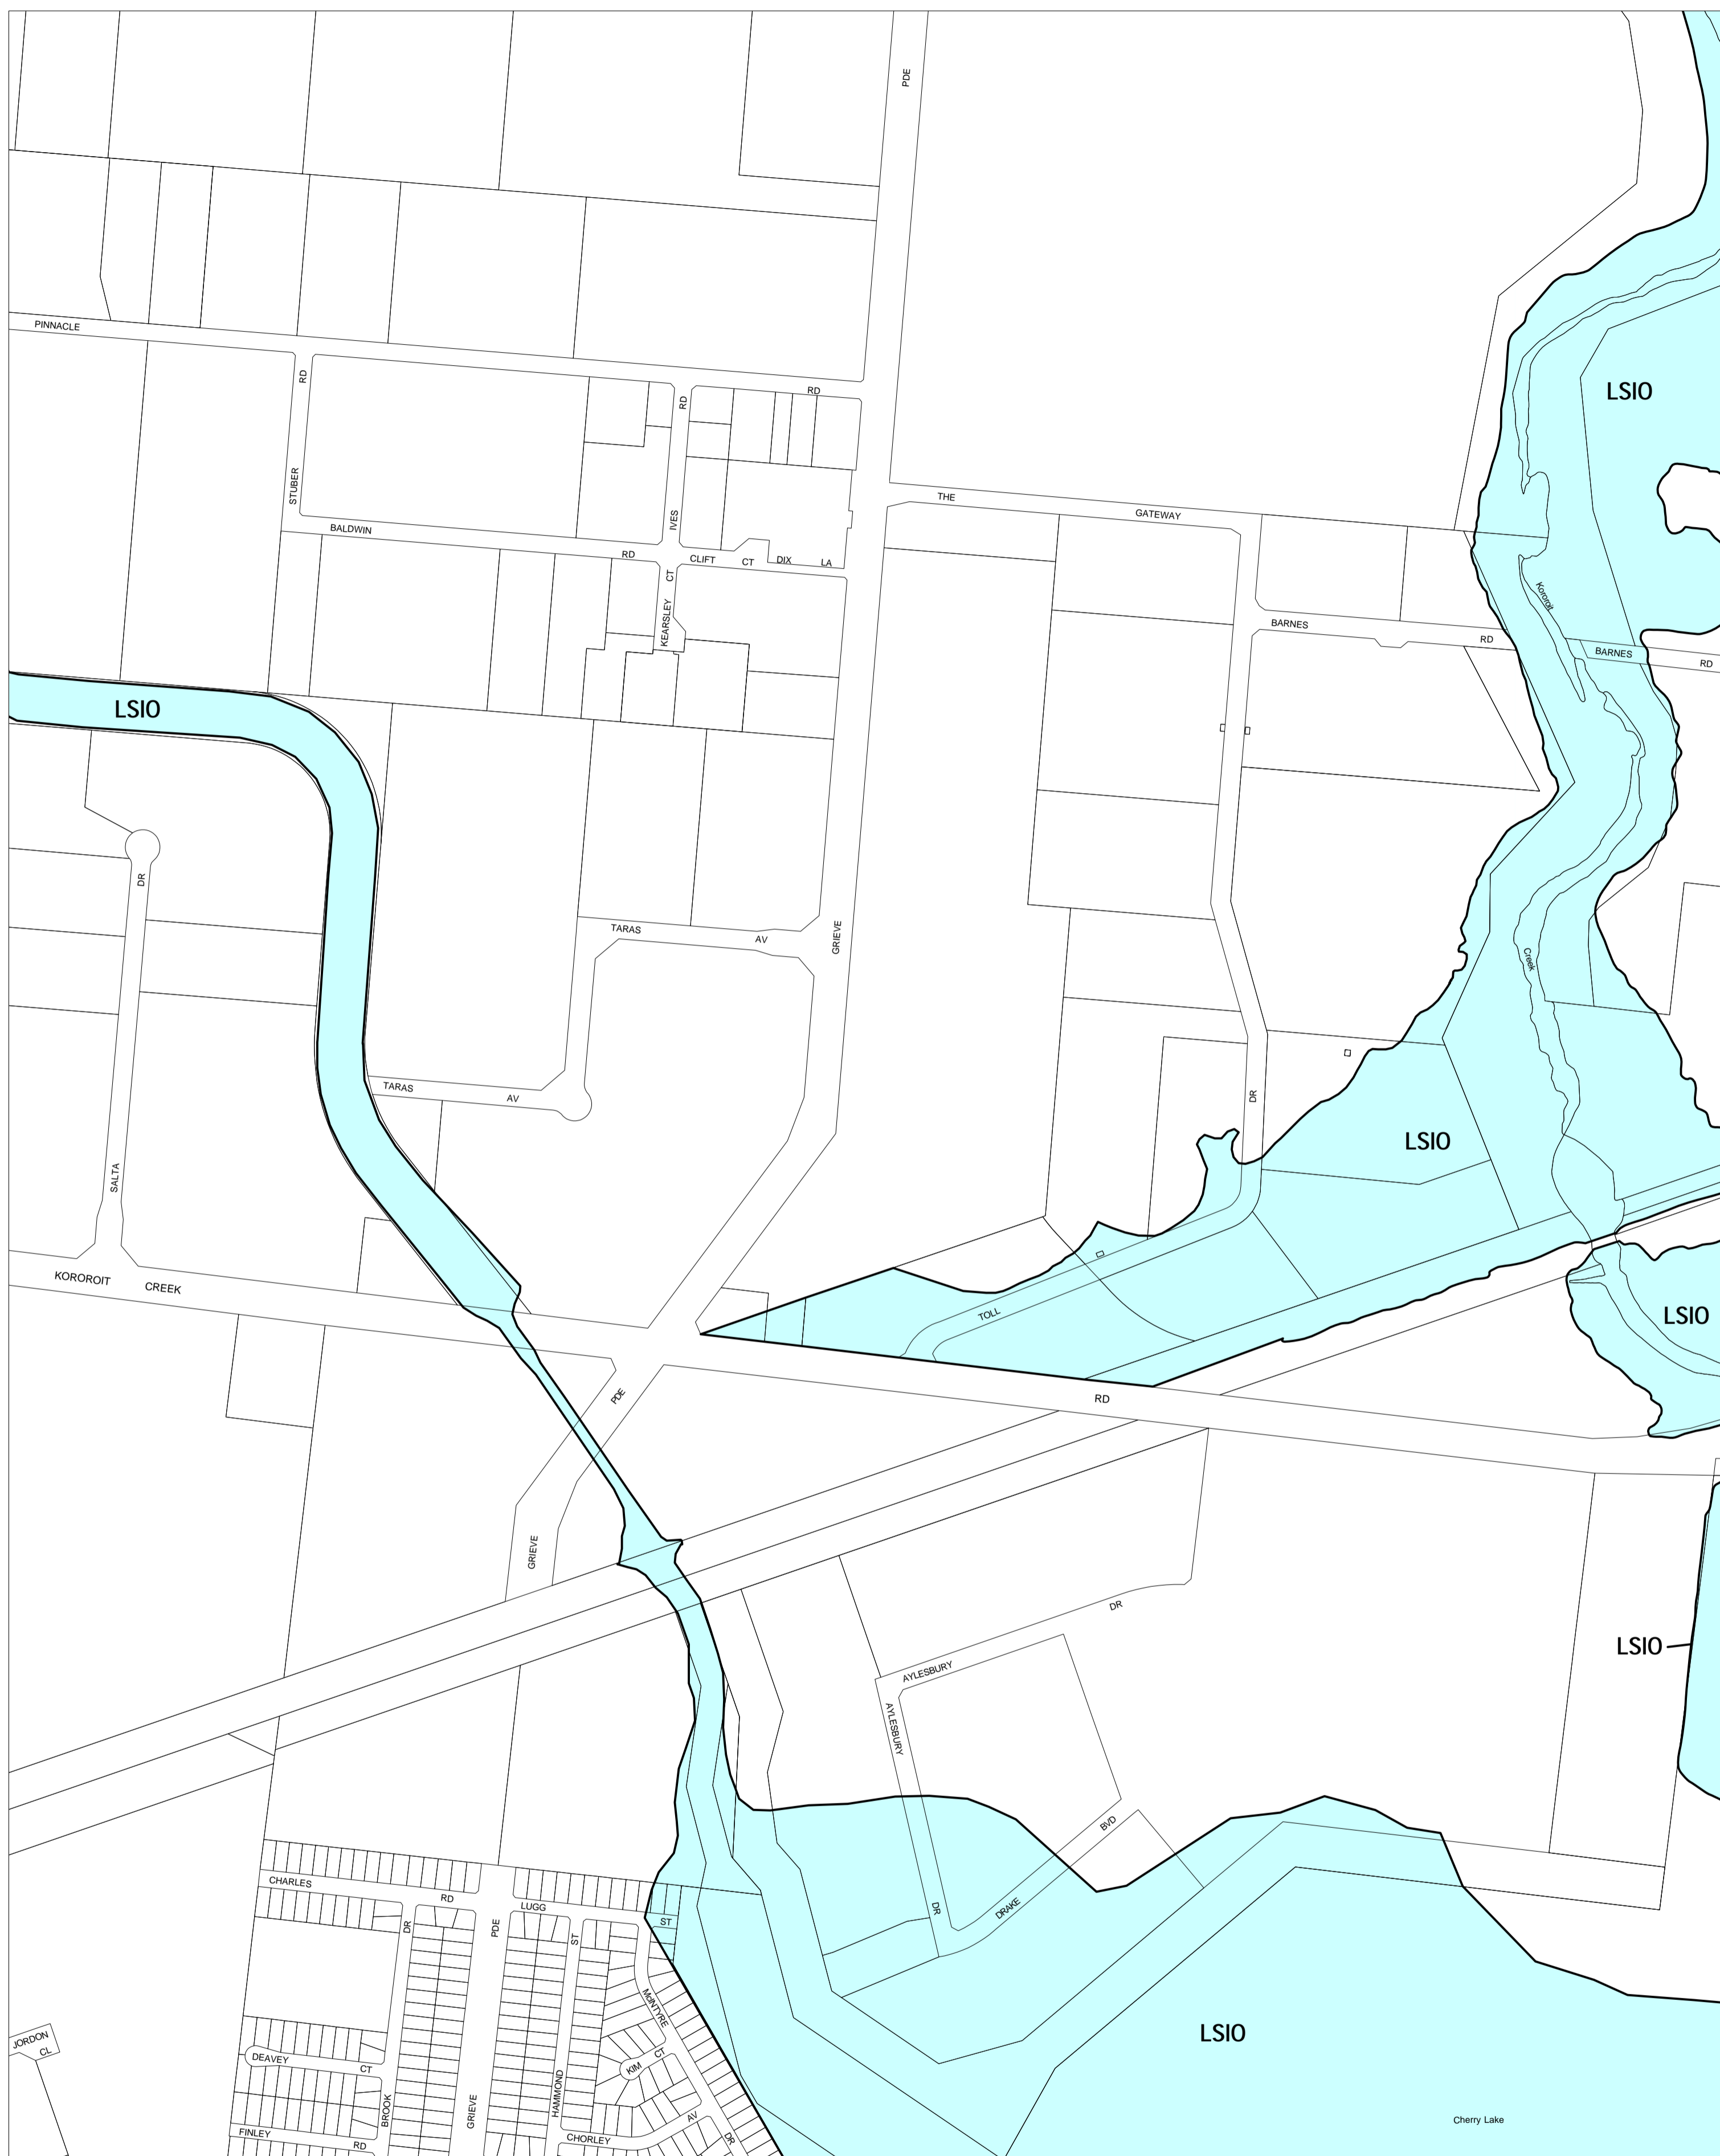 PDE
PINNACLE
RD
RD
RD
RD
LSIO
STUBER
IVES
THE
GATEWAY
BALDWIN
RD
CLIFT
CT
DIX
LA
CT
KEARSLEY
Kororoit
BARNES
RD
BARNES
RD
LSIO
DR
TARAS
AV
GRIEVE
Creek
TARAS
AV
DR
LSIO
SALTA
KOROROIT
CREEK
TOLL
LSIO
PDE
RD
GRIEVE
DR
LSIO
AYLESBURY
AYLESBURY
BVD
DRAKE
DR
CHARLES
RD
LUGG
ST
DR
PDE
ST
McINTYRE
JORDON
CL
DEAVEY
CT
KIM
CT
LSIO
BROOK
GRIEVE
HAMMOND
AV
DR
CHORLEY
FINLEY
RD
Cherry Lake